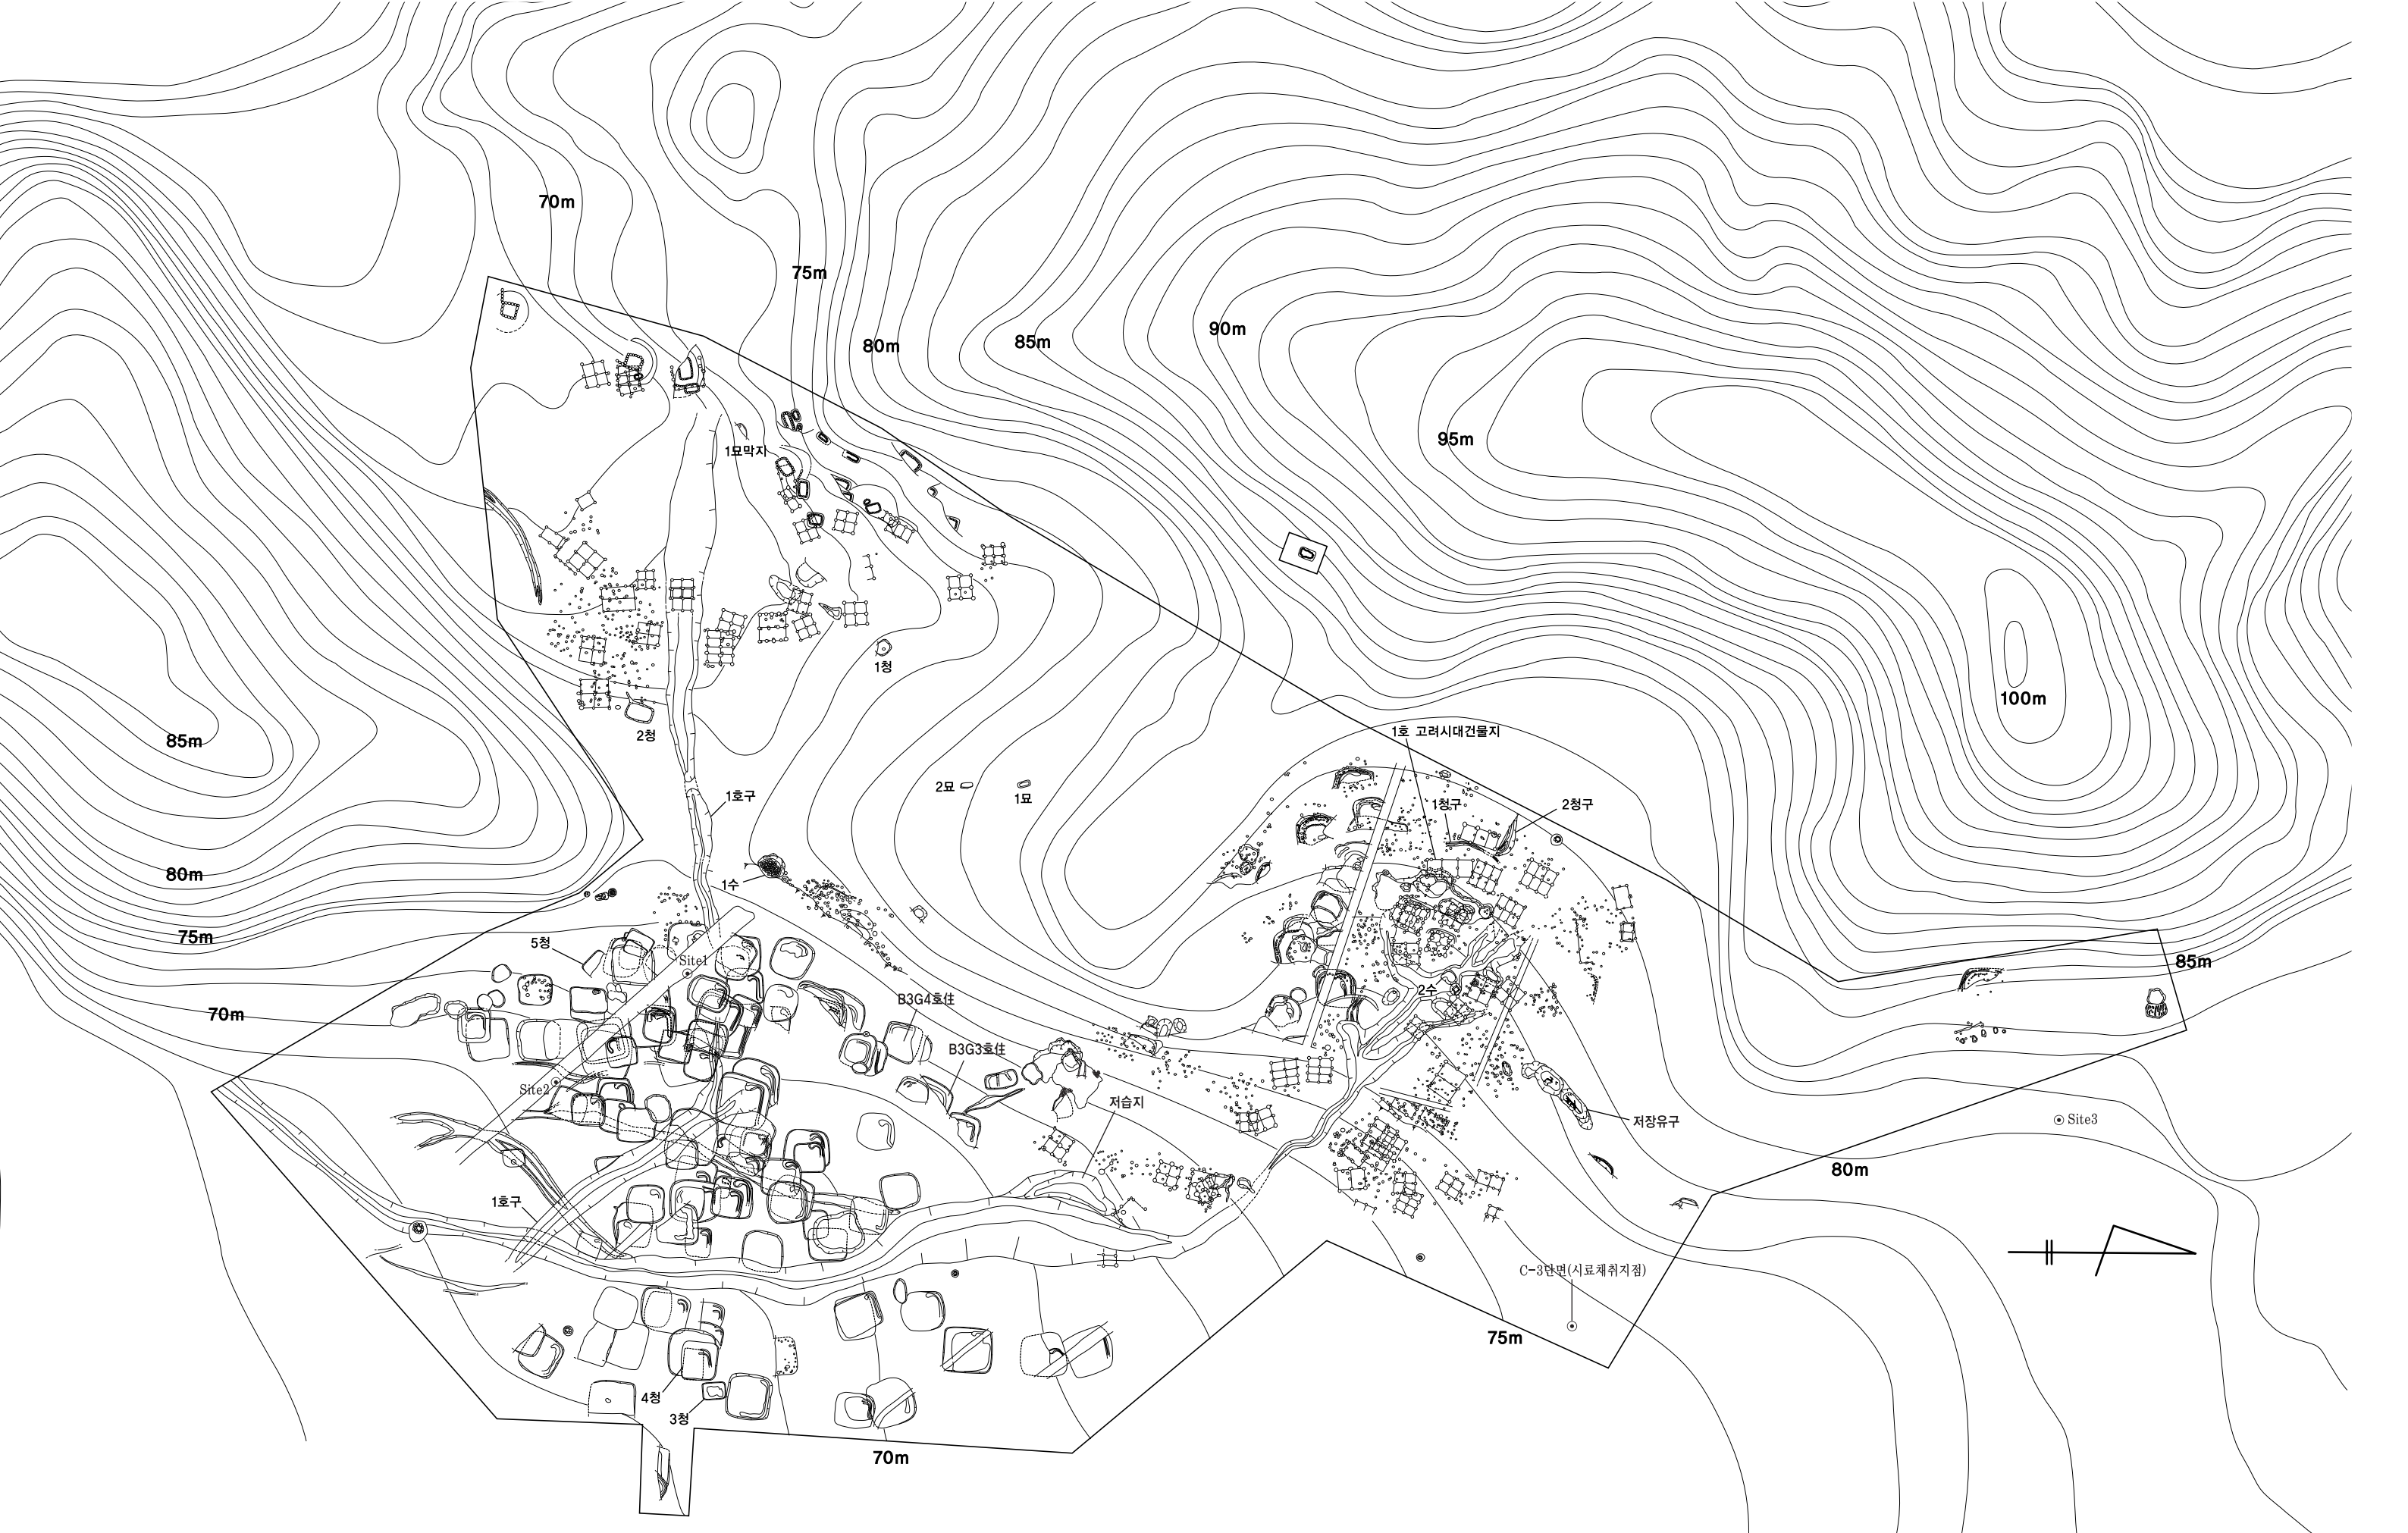 70m
75m
80m
85m
90m
95m
1묘막지
1청
100m
2청
1호 고려시대건물지
85m
2묘
1묘
1호구
1청구
2청구
80m
1수
75m
5청
Site1
85m
2수
B3G4호住
70m
B3G3호住
Site2
저습지
저장유구
Site3
80m
1호구
C-3단면(시료채취지점)
75m
4청
3청
70m